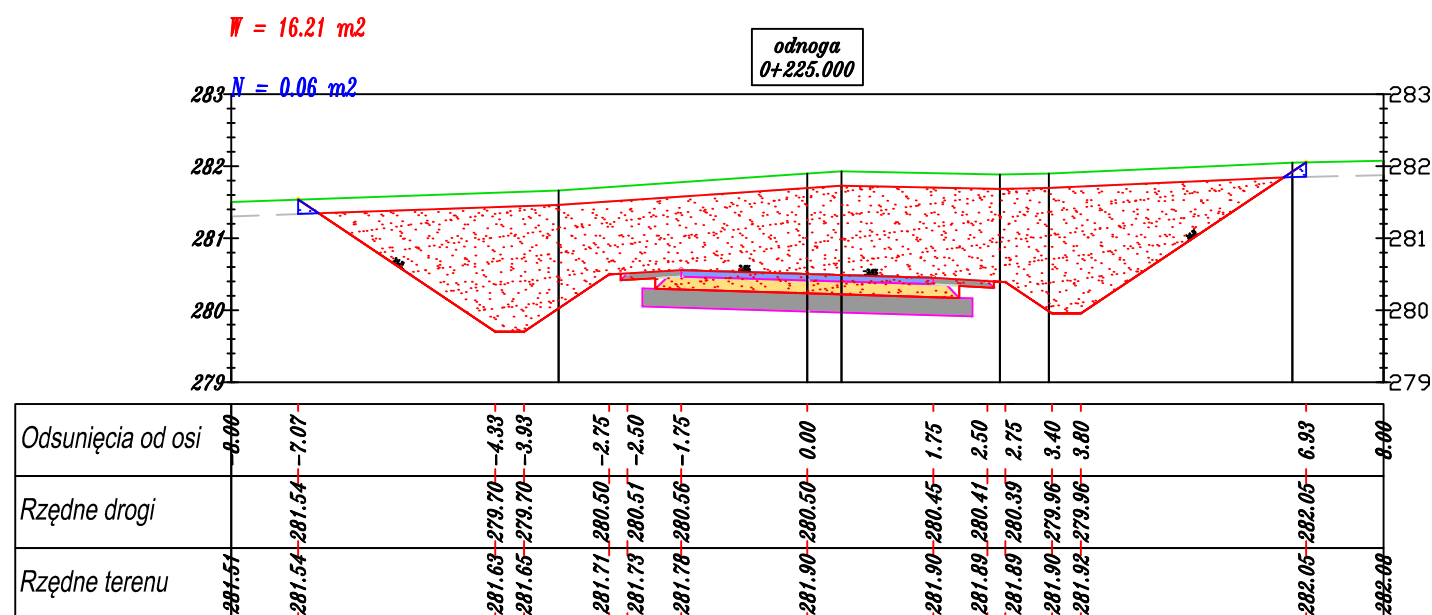 W = 16.21 m2
odnoga
0+225.000
N = 0.06 m2
283 283
282 282
281 281
280 280
279 279
Odsunięcia od osi -8.00 -7.07 -4.33 -3.93 -2.75 -2.50 -1.75 0.00 1.75 2.50 2.75 3.40 3.80 6.93 8.00
Rzędne drogi 281.54 279.70 279.70 280.50 280.51 280.56 280.50 280.45 280.41 280.39 279.96 279.96 282.05
Rzędne terenu 281.51 281.54 281.63 281.65 281.71 281.73 281.78 281.90 281.90 281.89 281.89 281.90 281.92 282.05 282.08